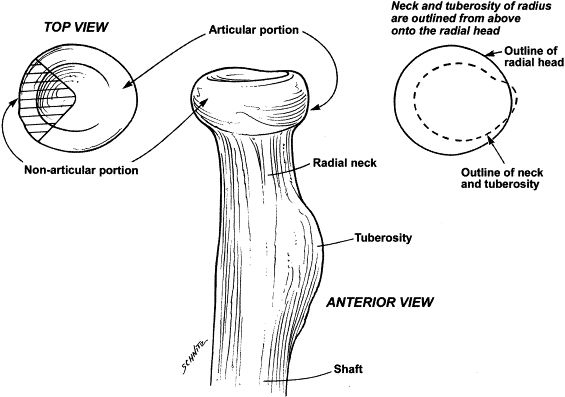 TOP VIEW
Articular portion
Neck and tuberosity of radius
are outlined from above
onto the radial head
Outline of
radial head
Non-articular portion
Radial neck
Outline of neck
and tuberosity
Tuberosity
ANTERIOR VIEW
SCHNITZ
Shaft